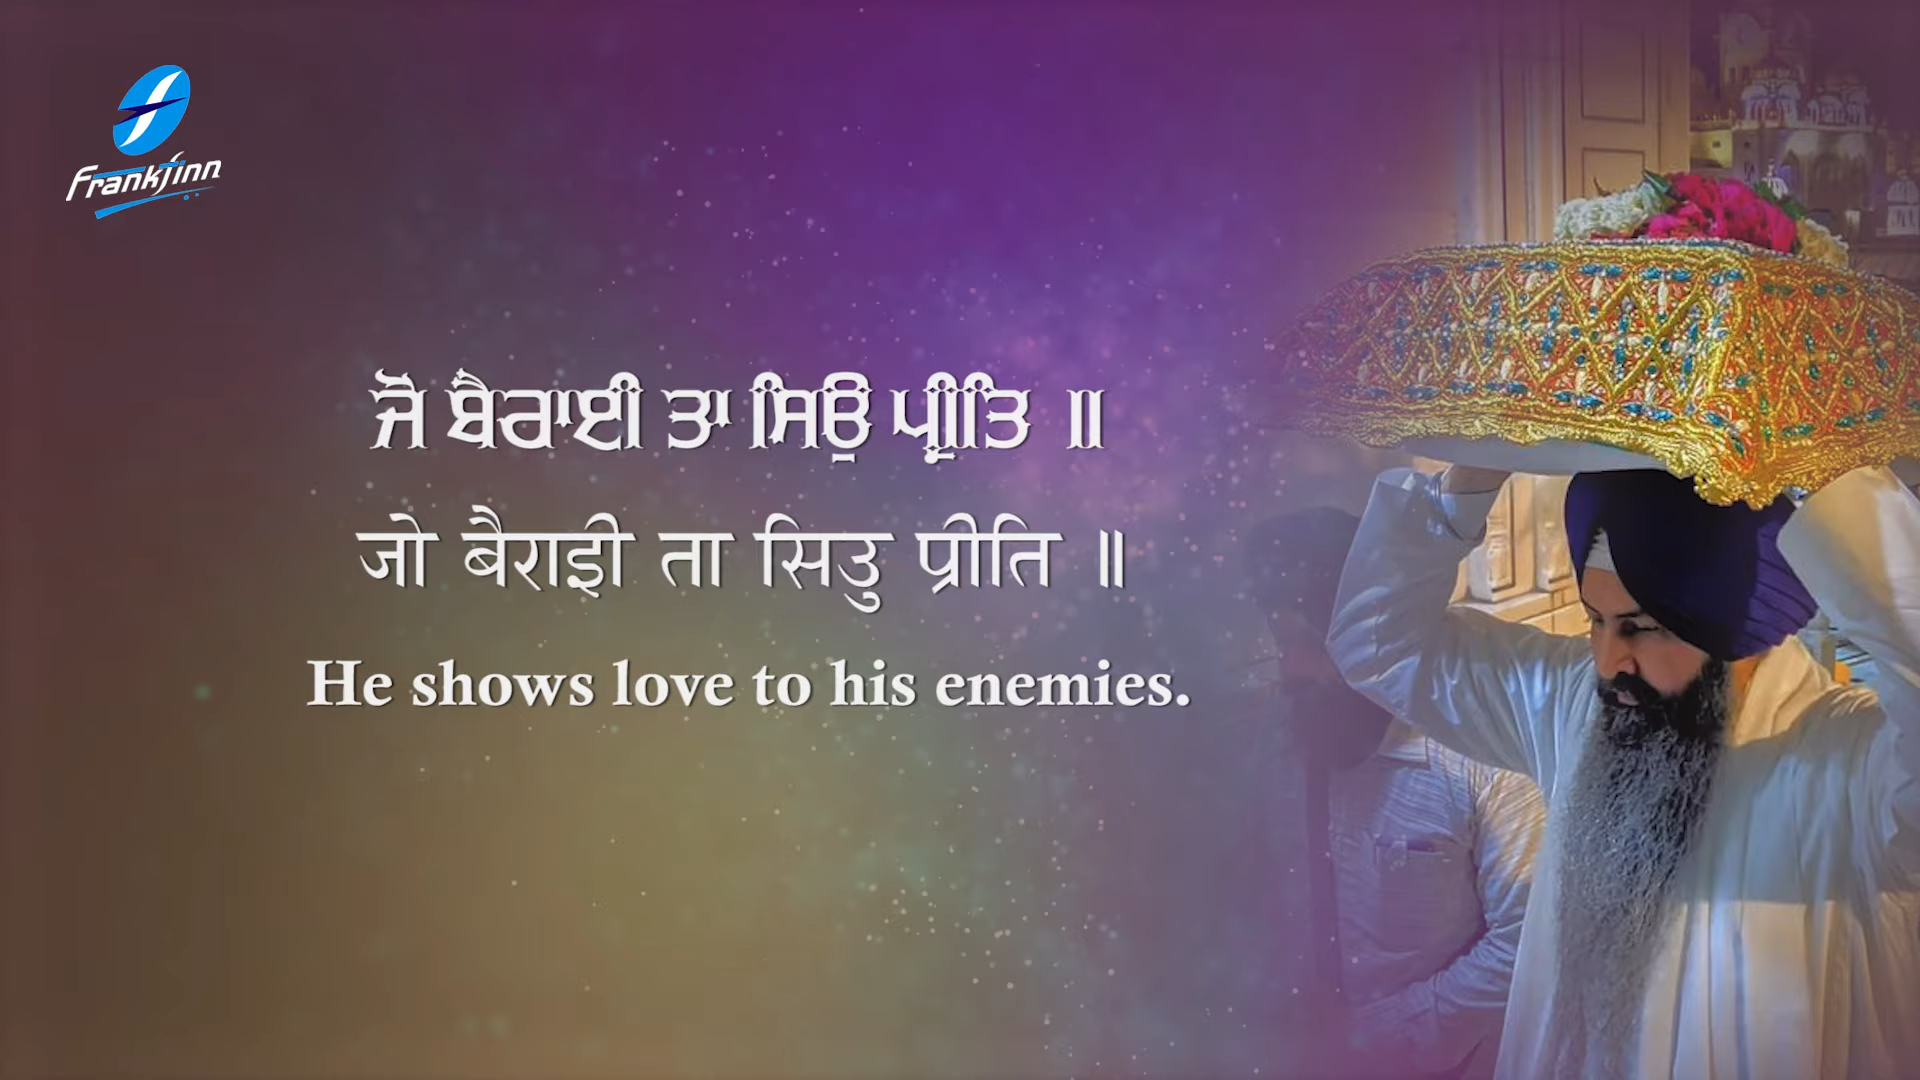 Frankfinn
ਜੋ ਬੈਰਾਈ ਤਾ ਸਿਉ ਪ੍ਰੀਤਿ ॥
जो बैराई ता सिउ प्रीति ॥
He shows love to his enemies.